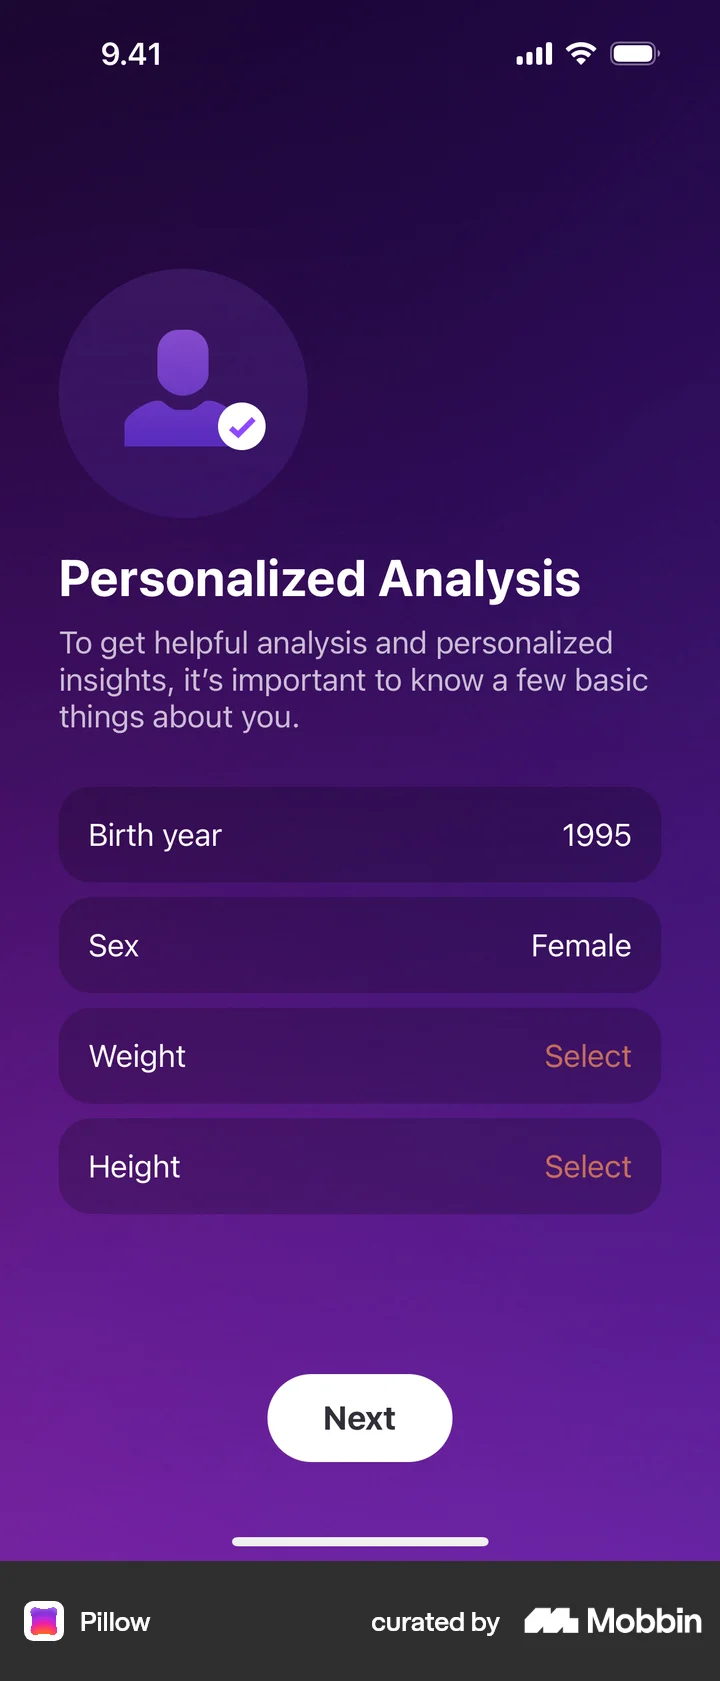 9.41
Personalized Analysis
To get helpful analysis and personalized
insights, it’s important to know a few basic
things about you.
Birth year 1995
Sex Female
Weight Select
Height Select
Next
Pillow curated by Mobbin